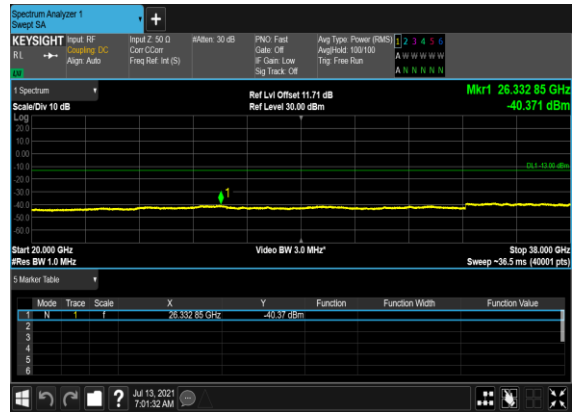 Spectrum Analyzer 1
Swept SA
+
KEYSIGHT Input: RF Input Z: 50 Ω #Atten: 30 dB PNO: Fast Avg Type: Power (RMS) 1 2 3 4 5 6
RL Coupling: DC Corr CCorr Gate: Off Avg|Hold: 100/100 A W W W W W
Align: Auto Freq Ref: Int (S) IF Gain: Low Trig: Free Run
Sig Track: Off A N N N N N
1 Spectrum Ref Lvl Offset 11.71 dB Mkr1 26.332 85 GHz
Scale/Div 10 dB Ref Level 30.00 dBm -40.371 dBm
Log
20.0
10.0
0.00
-10.0 DL1 -13.00 dBm
-20.0
-30.0 1
-40.0
-50.0
-60.0
Start 20.000 GHz Video BW 3.0 MHz* Stop 38.000 GHz
#Res BW 1.0 MHz Sweep ~36.5 ms (40001 pts)
5 Marker Table
Mode Trace Scale X Y Function Function Width Function Value
1 N 1 f 26.332 85 GHz -40.37 dBm
2
3
4
5
6
? Jul 13, 2021
7:01:32 AM